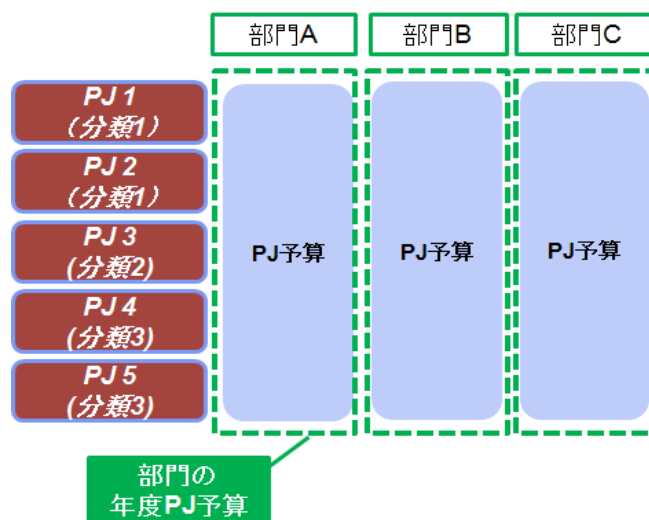 部門A
部門B
部門C
PJ 1
(分類1)
PJ 2
(分類1)
PJ 3
(分類2)
PJ 4
(分類3)
PJ 5
(分類3)
PJ予算
PJ予算
PJ予算
部門の
年度PJ予算